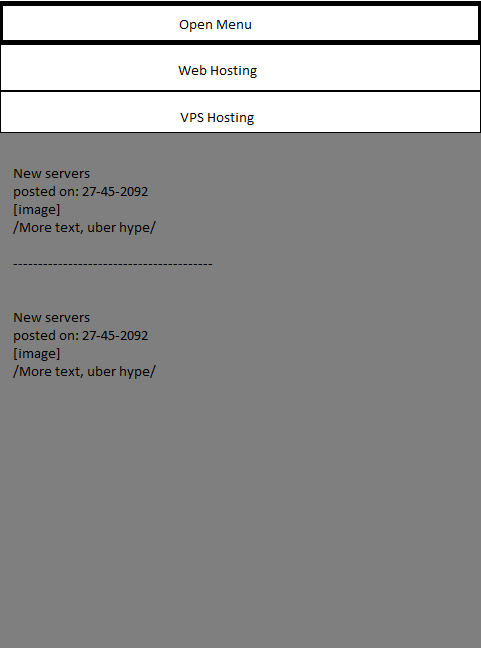 Open Menu
Web Hosting
VPS Hosting
New servers
posted on: 27-45-2092
[image]
/More text, uber hype/
----------------------------------------
New servers
posted on: 27-45-2092
[image]
/More text, uber hype/